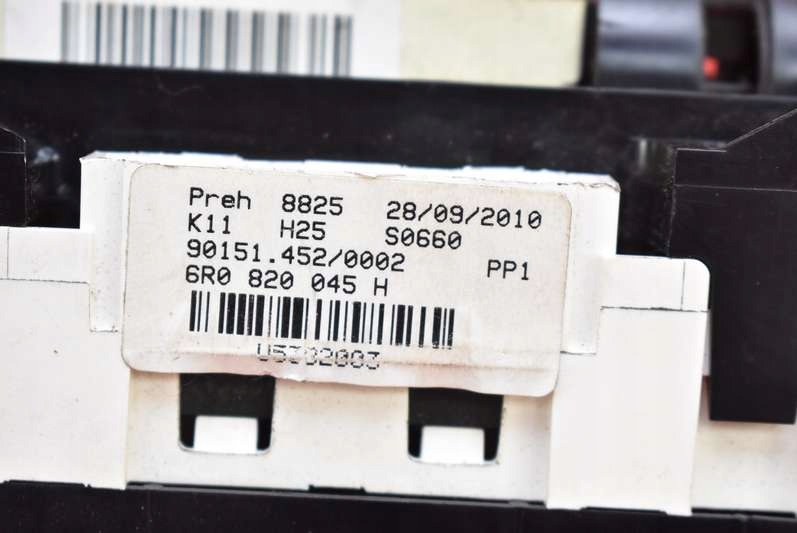 Preh 8825 28/09/2010
K11 H25 S0660
90151.452/0002 PP1
6R0 820 045 H